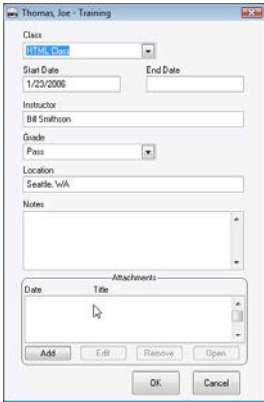 Thomas, Joe - Training
Class
HTML Class
Start Date End Date
1/23/2006
Instructor
Bill Smithson
Grade
Pass
Location
Seattle, WA
Notes
Attachments
Date Title
Add Edit Remove Open
OK Cancel